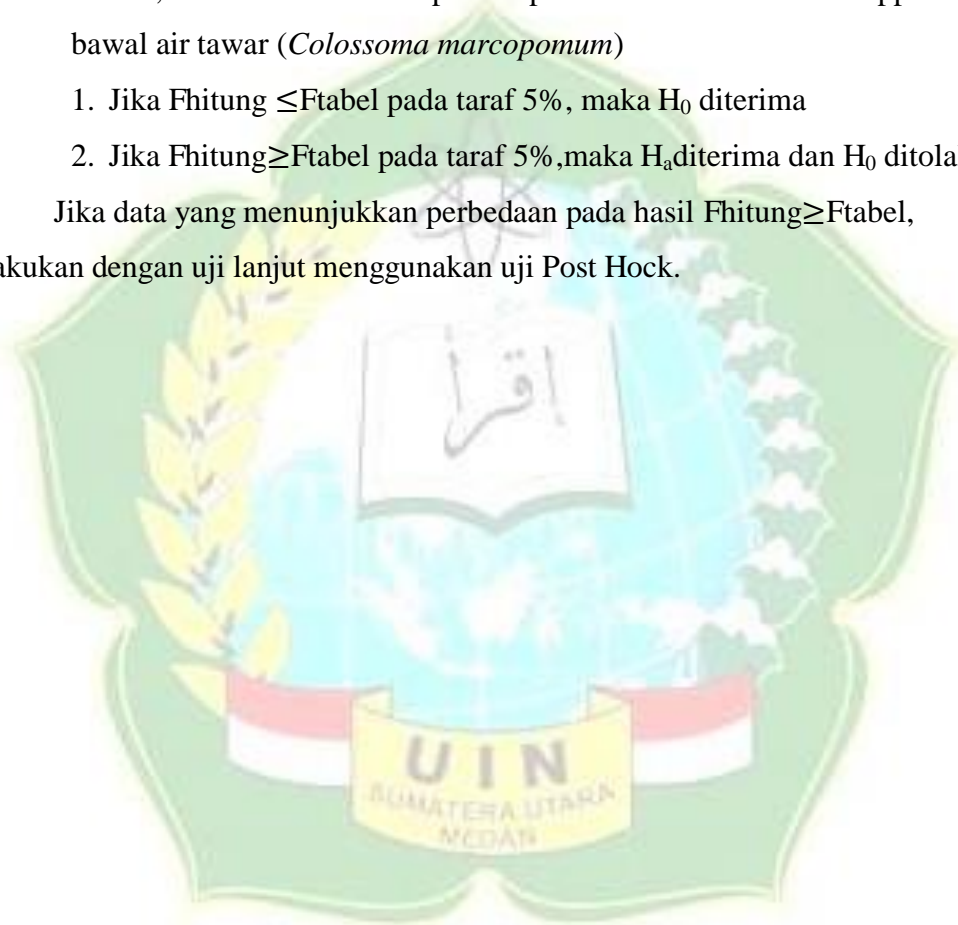 bawal air tawar (Colossoma marcopomum)
1. Jika Fhitung ≤Ftabel pada taraf 5%, maka H₀ diterima
2. Jika Fhitung≥Ftabel pada taraf 5%,maka Hₐditerima dan H₀ ditola
Jika data yang menunjukkan perbedaan pada hasil Fhitung≥Ftabel,
akukan dengan uji lanjut menggunakan uji Post Hock.
اقرأ
UIN
SUMATERA UTARA
MEDAN